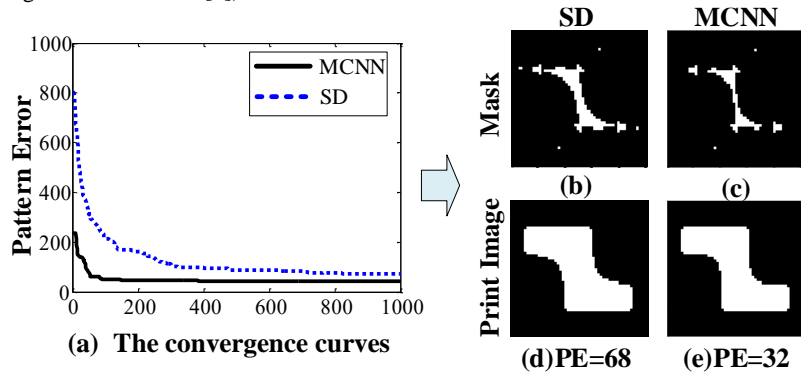 1000
800
600
400
200
0
MCNN
SD
Pattern Error
0 200 400 600 800 1000
(a) The convergence curves
SD MCNN
Mask
(b) (c)
Print Image
(d)PE=68 (e)PE=32